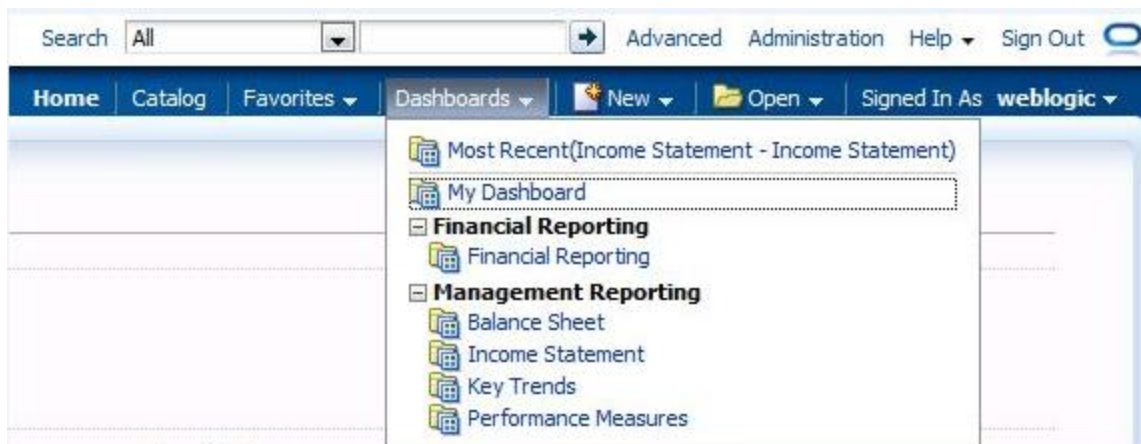 Search All Advanced Administration Help Sign Out
Home Catalog Favorites Dashboards New Open Signed In As weblogic
Most Recent(Income Statement - Income Statement)
My Dashboard
Financial Reporting
Financial Reporting
Management Reporting
Balance Sheet
Income Statement
Key Trends
Performance Measures